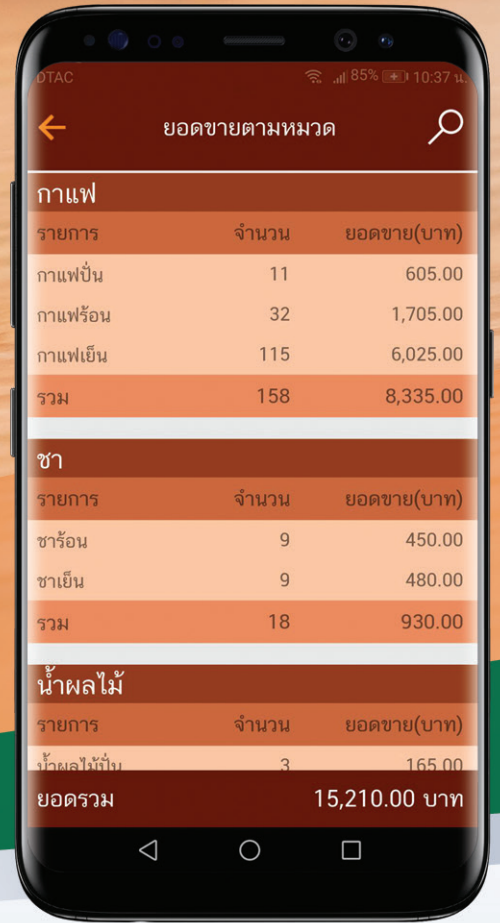 DTAC 85% 10:37 น.
ยอดขายตามหมวด
กาแฟ
รายการ จำนวน ยอดขาย(บาท)
กาแฟปั่น 11 605.00
กาแฟร้อน 32 1,705.00
กาแฟเย็น 115 6,025.00
รวม 158 8,335.00
ชา
รายการ จำนวน ยอดขาย(บาท)
ชาร้อน 9 450.00
ชาเย็น 9 480.00
รวม 18 930.00
น้ำผลไม้
รายการ จำนวน ยอดขาย(บาท)
น้ำผลไม้ปั่น 3 165.00
ยอดรวม 15,210.00 บาท